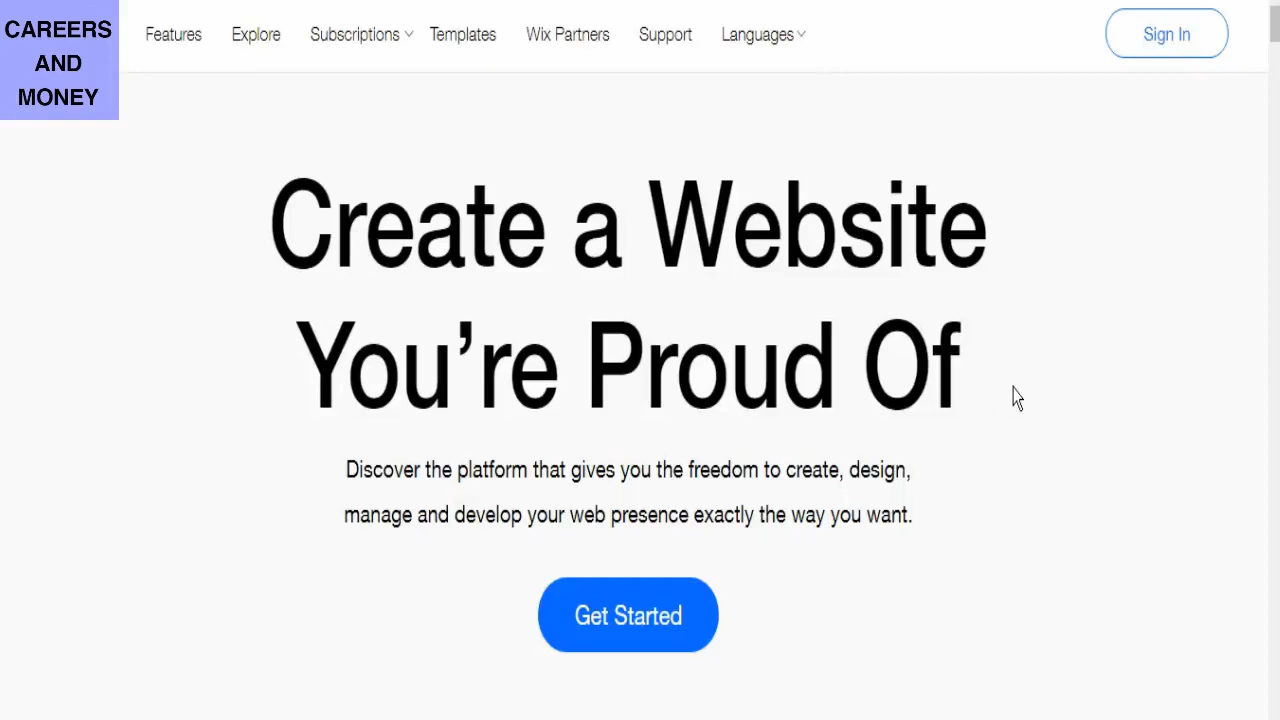 CAREERS
AND
MONEY
Features Explore Subscriptions Templates Wix Partners Support Languages Sign In
Create a Website
You’re Proud Of
Discover the platform that gives you the freedom to create, design,
manage and develop your web presence exactly the way you want.
Get Started